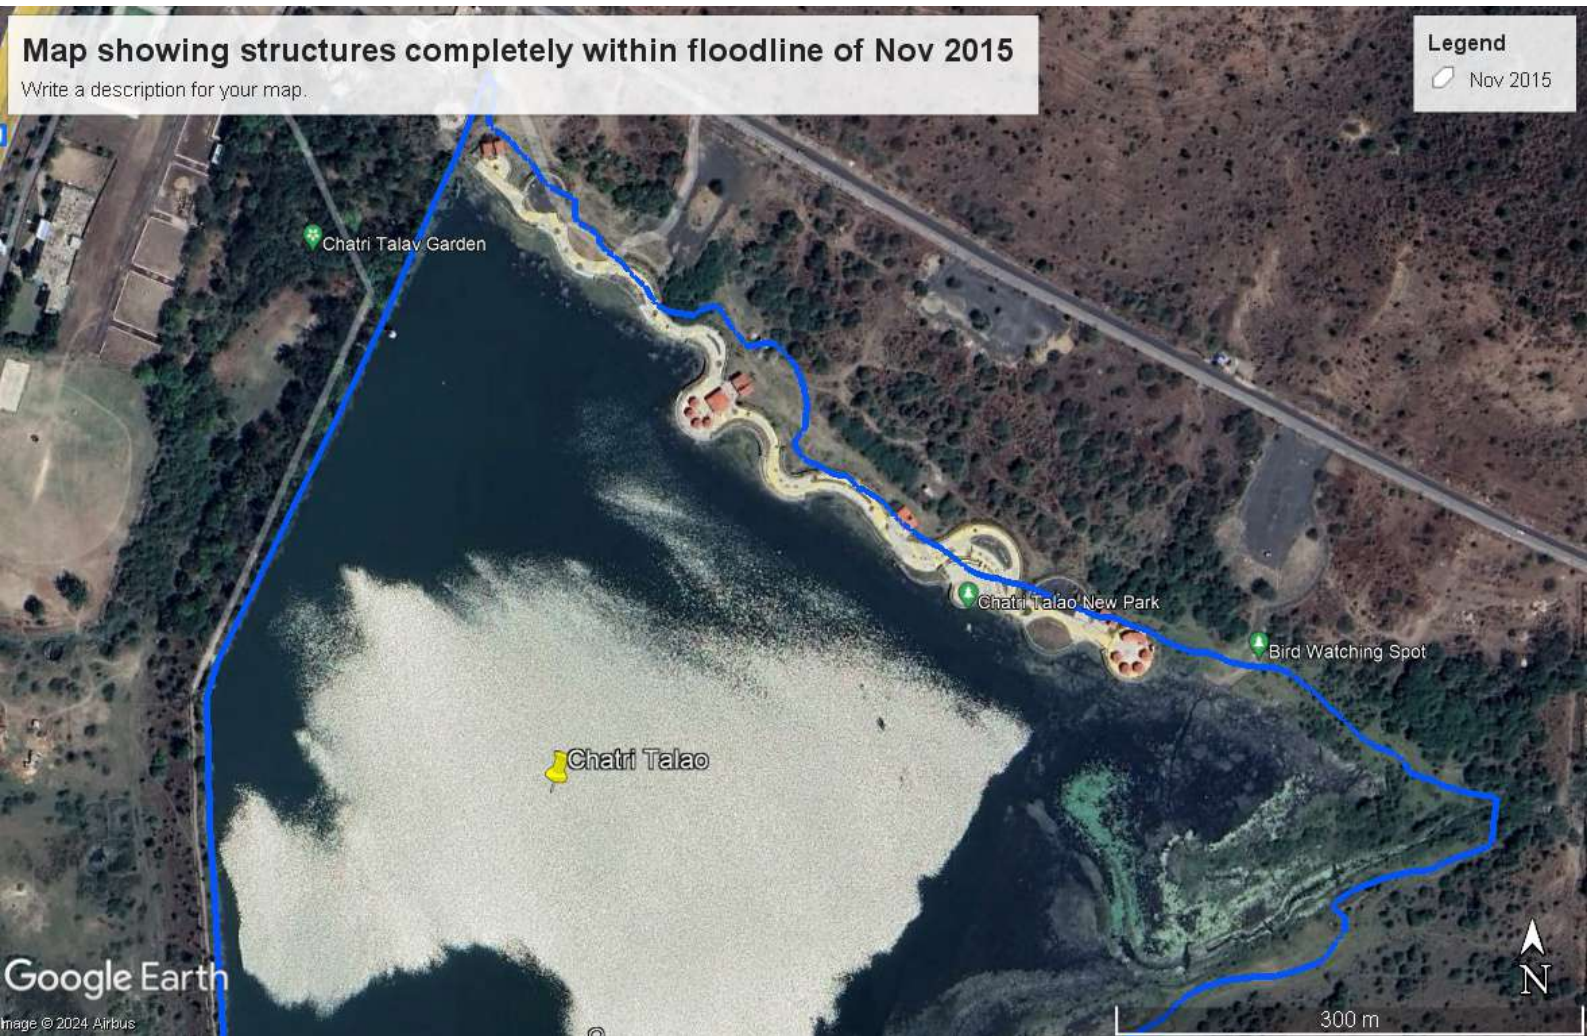 Map showing structures completely within floodline of Nov 2015
Write a description for your map.
Legend
Nov 2015
Chatri Talav Garden
Chatri Talao New Park
Bird Watching Spot
Chatri Talao
Google Earth
Image © 2024 Airbus
300 m
N